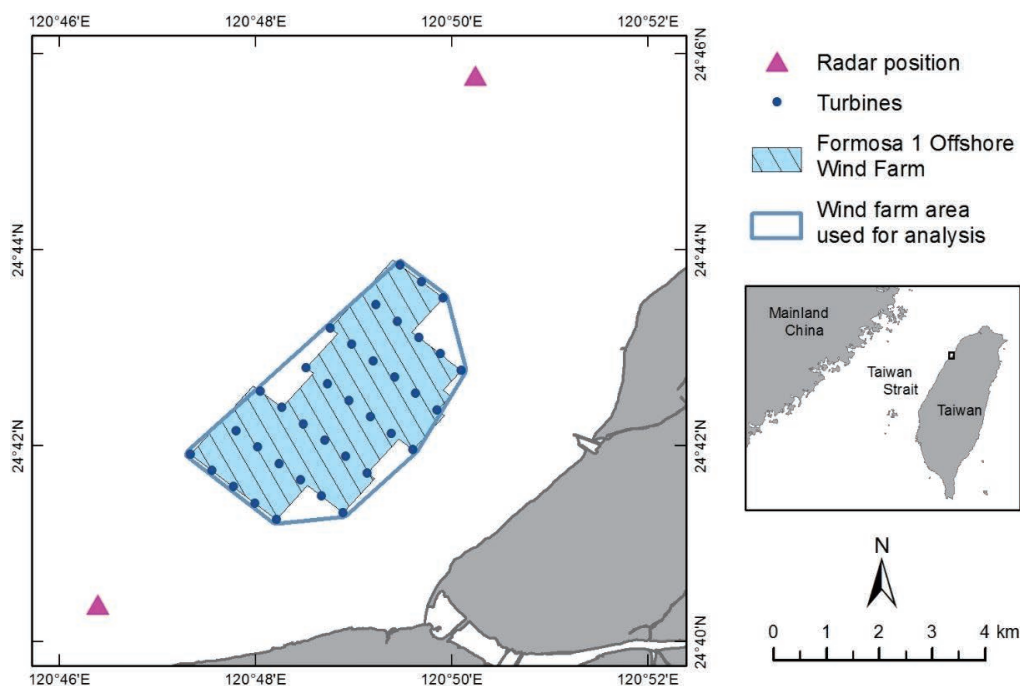 120°46'E
120°48'E
120°50'E
120°52'E
24°46'N
24°46'N
24°44'N
24°44'N
24°42'N
24°42'N
24°40'N
24°40'N
120°46'E
120°48'E
120°50'E
120°52'E
Radar position
Turbines
Formosa 1 Offshore
Wind Farm
Wind farm area
used for analysis
Mainland
China
Taiwan
Strait
Taiwan
N
0 1 2 3 4 km